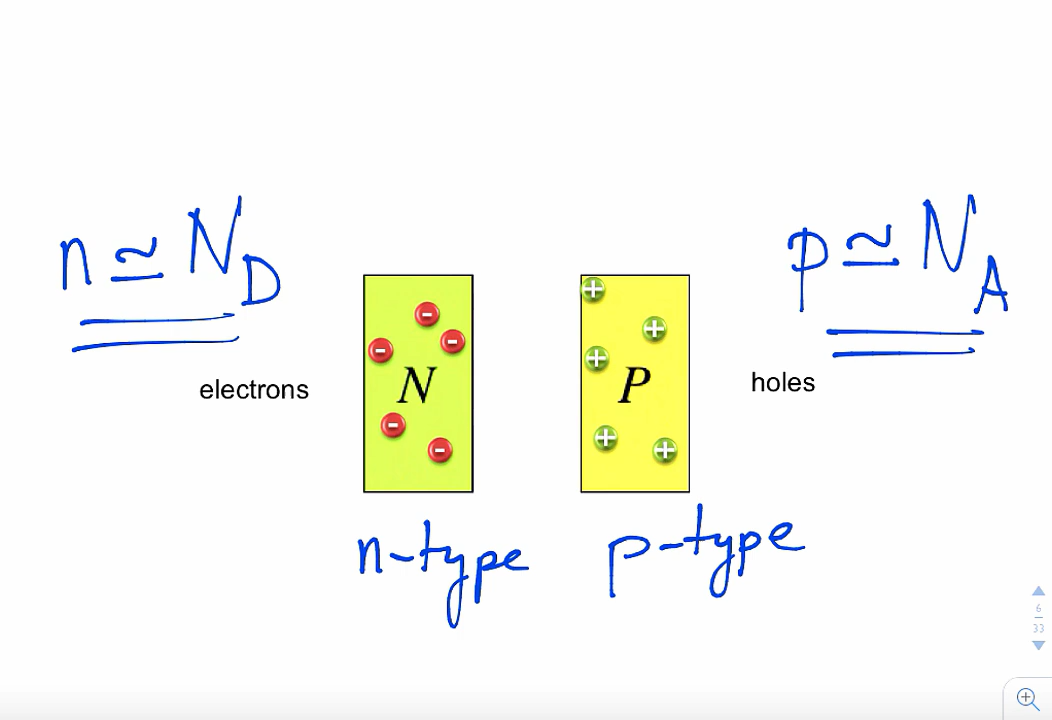 n ≅ N_D
p ≅ N_A
electrons
N
P
holes
n-type
p-type
6
33